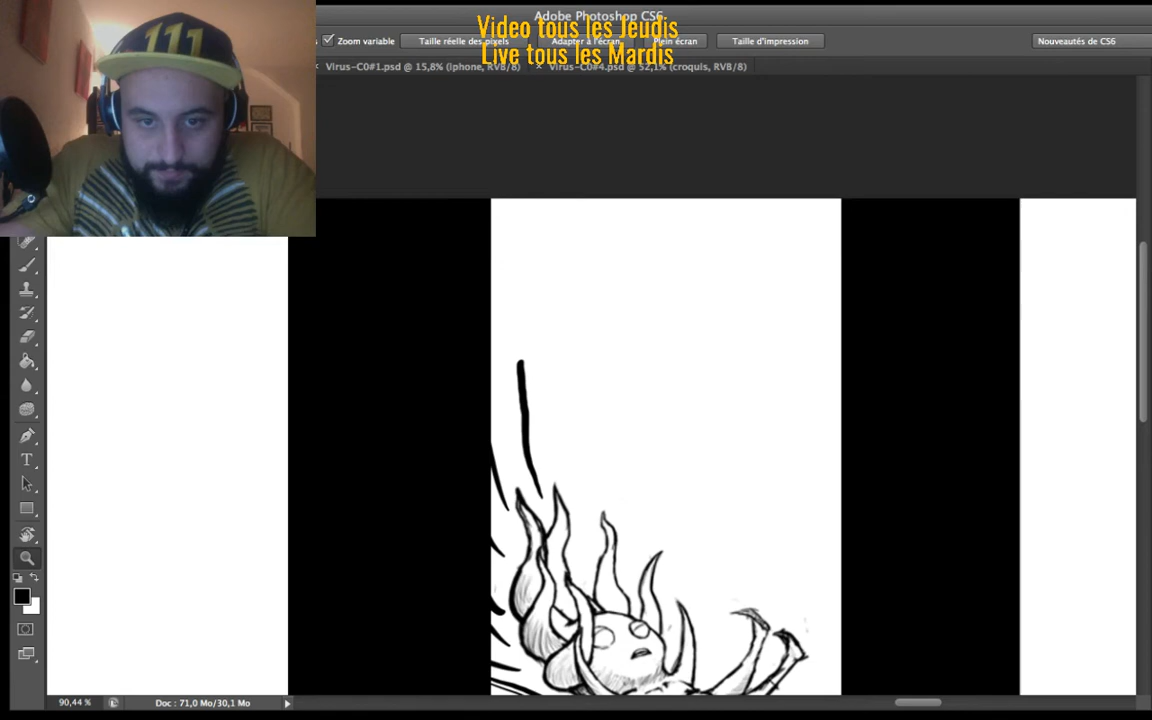 Adobe Photoshop CS6
Video tous les Jeudis
Live tous les Mardis
Zoom variable
Taille réelle des pixels
Adapter à l'écran
Plein écran
Taille d'impression
Nouveautés de CS6
Virus-C0#1.psd @ 15,8% (iphone, RVB/8)
× Virus-C0#4.psd @ 52,1% (croquis, RVB/8)
111
T
90,44 %
Doc : 71,0 Mo/30,1 Mo